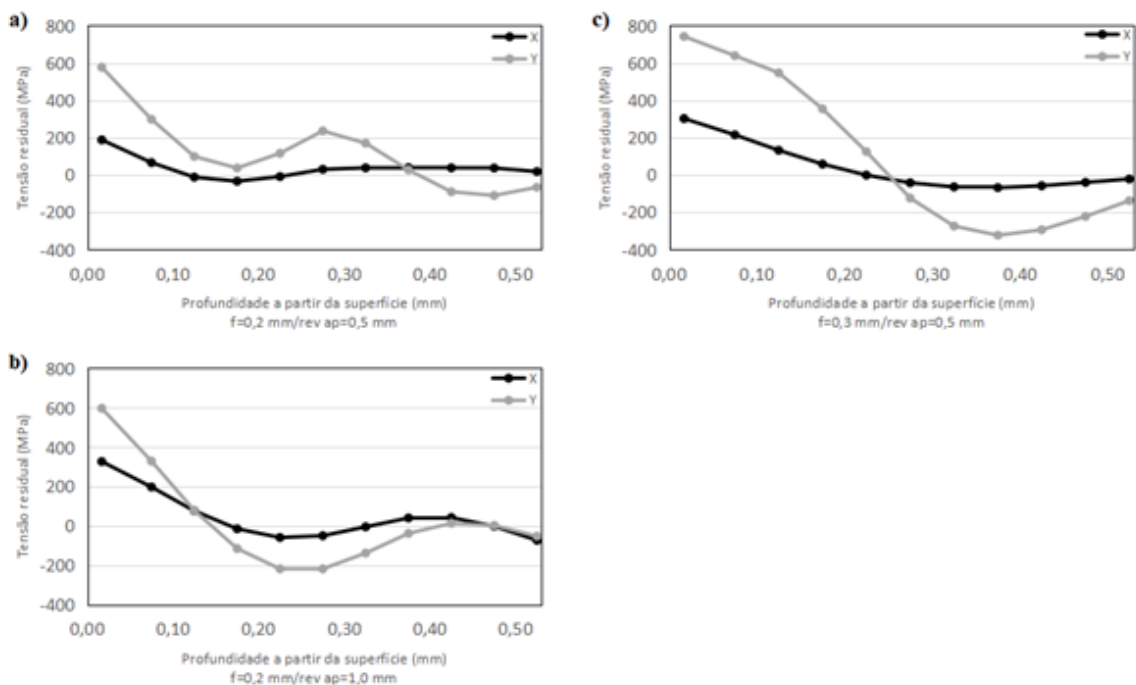 a)
800
600
400
200
0
-200
-400
Tensão residual (MPa)
X
Y
0,00 0,10 0,20 0,30 0,40 0,50
Profundidade a partir da superfície (mm)
f=0,2 mm/rev ap=0,5 mm
c)
800
600
400
200
0
-200
-400
Tensão residual (MPa)
X
Y
0,00 0,10 0,20 0,30 0,40 0,50
Profundidade a partir da superfície (mm)
f=0,3 mm/rev ap=0,5 mm
b)
800
600
400
200
0
-200
-400
Tensão residual (MPa)
X
Y
0,00 0,10 0,20 0,30 0,40 0,50
Profundidade a partir da superfície (mm)
f=0,2 mm/rev ap=1,0 mm